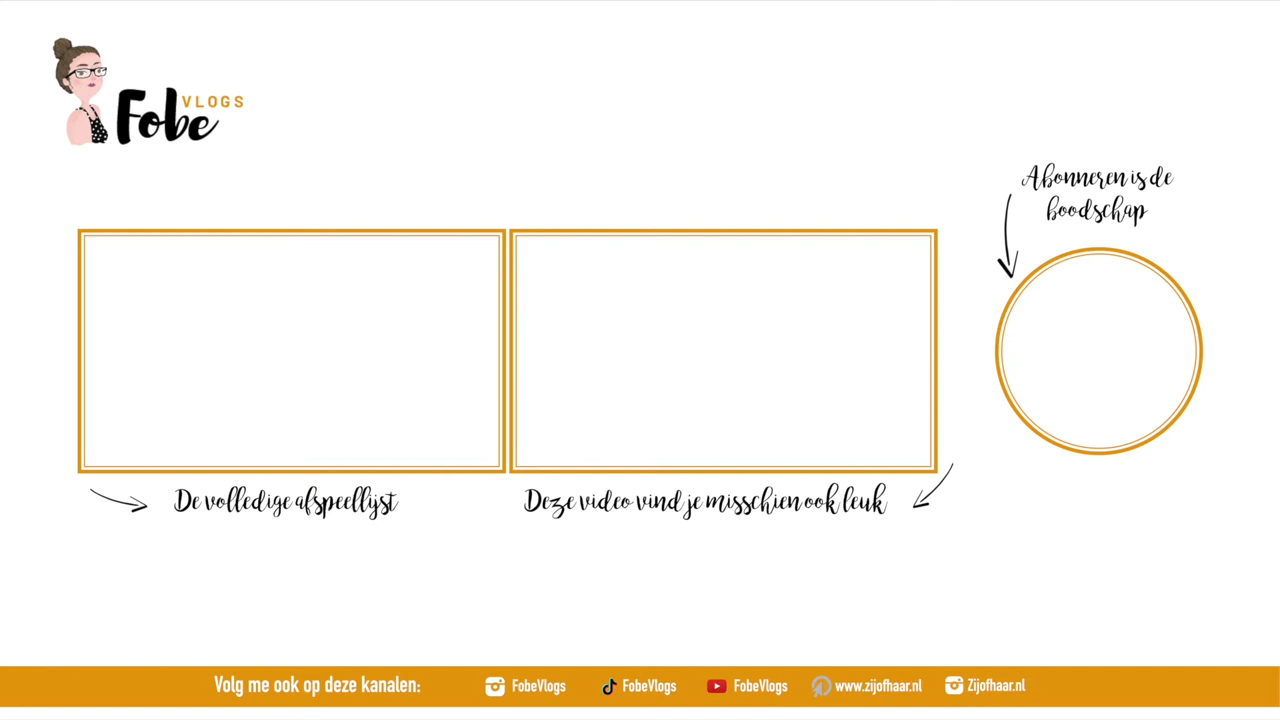 VLOGS
Fobe
Abonneren is de
boodschap
De volledige afspeellijst
Deze video vind je misschien ook leuk
Volg me ook op deze kanalen:
FobeVlogs
FobeVlogs
FobeVlogs
www.zijofhaar.nl
Zijofhaar.nl